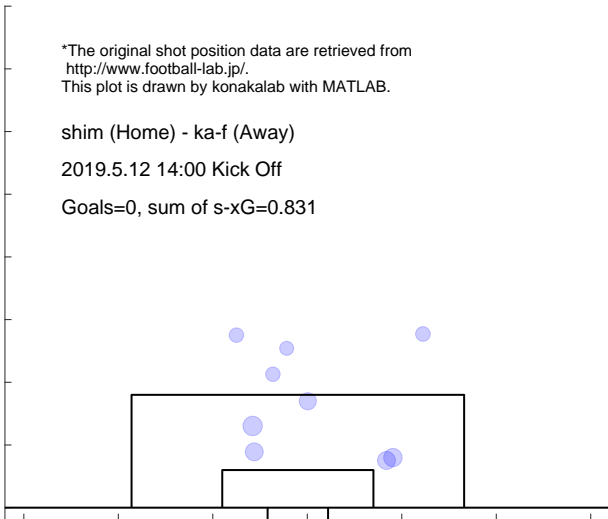 *The original shot position data are retrieved from
http://www.football-lab.jp/.
This plot is drawn by konakalab with MATLAB.
shim (Home) - ka-f (Away)
2019.5.12 14:00 Kick Off
Goals=0, sum of s-xG=0.831